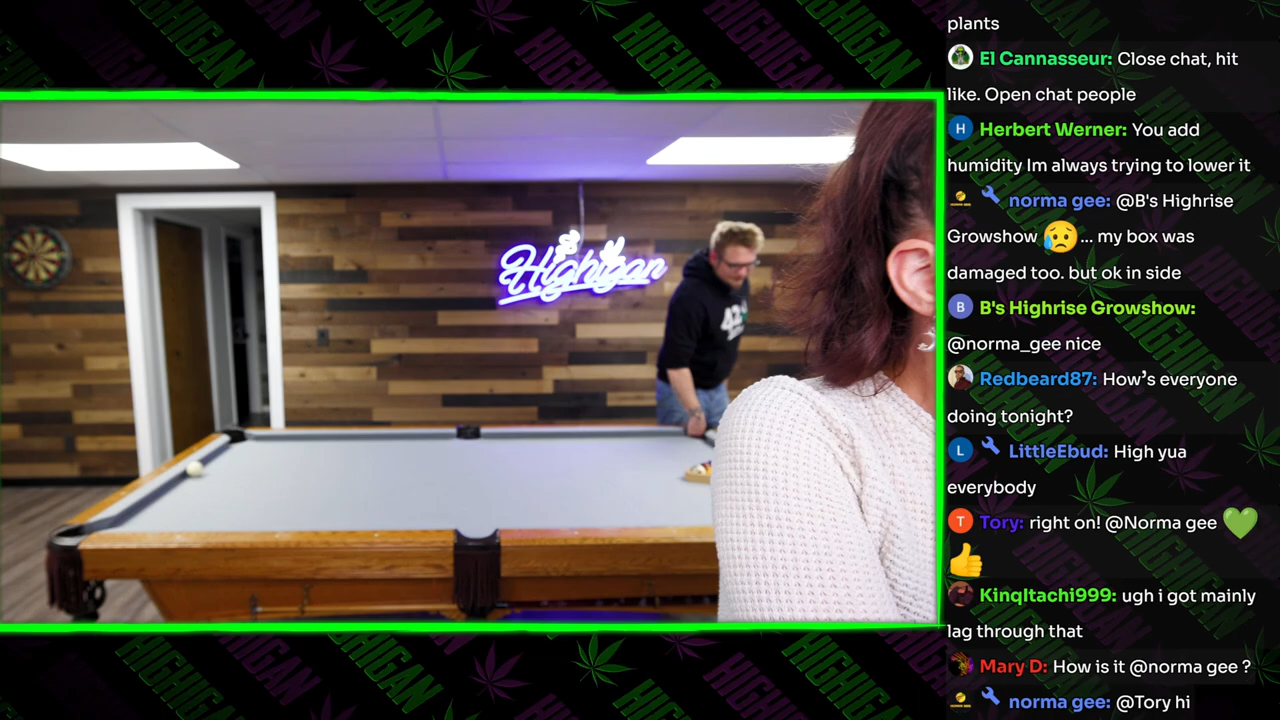 plants
El Cannasseur: Close chat, hit
like. Open chat people
Herbert Werner: You add
humidity Im always trying to lower it
norma gee: @B's Highrise
Growshow 😥... my box was
damaged too. but ok in side
B's Highrise Growshow:
@norma_gee nice
Redbeard87: How's everyone
doing tonight?
LittleEbud: High yua
everybody
Tory: right on! @Norma gee 💚
👍
KinqItachi999: ugh i got mainly
lag through that
Mary D: How is it @norma gee ?
norma gee: @Tory hi
Highigan
42
HIGHIGAN
H
B
L
T